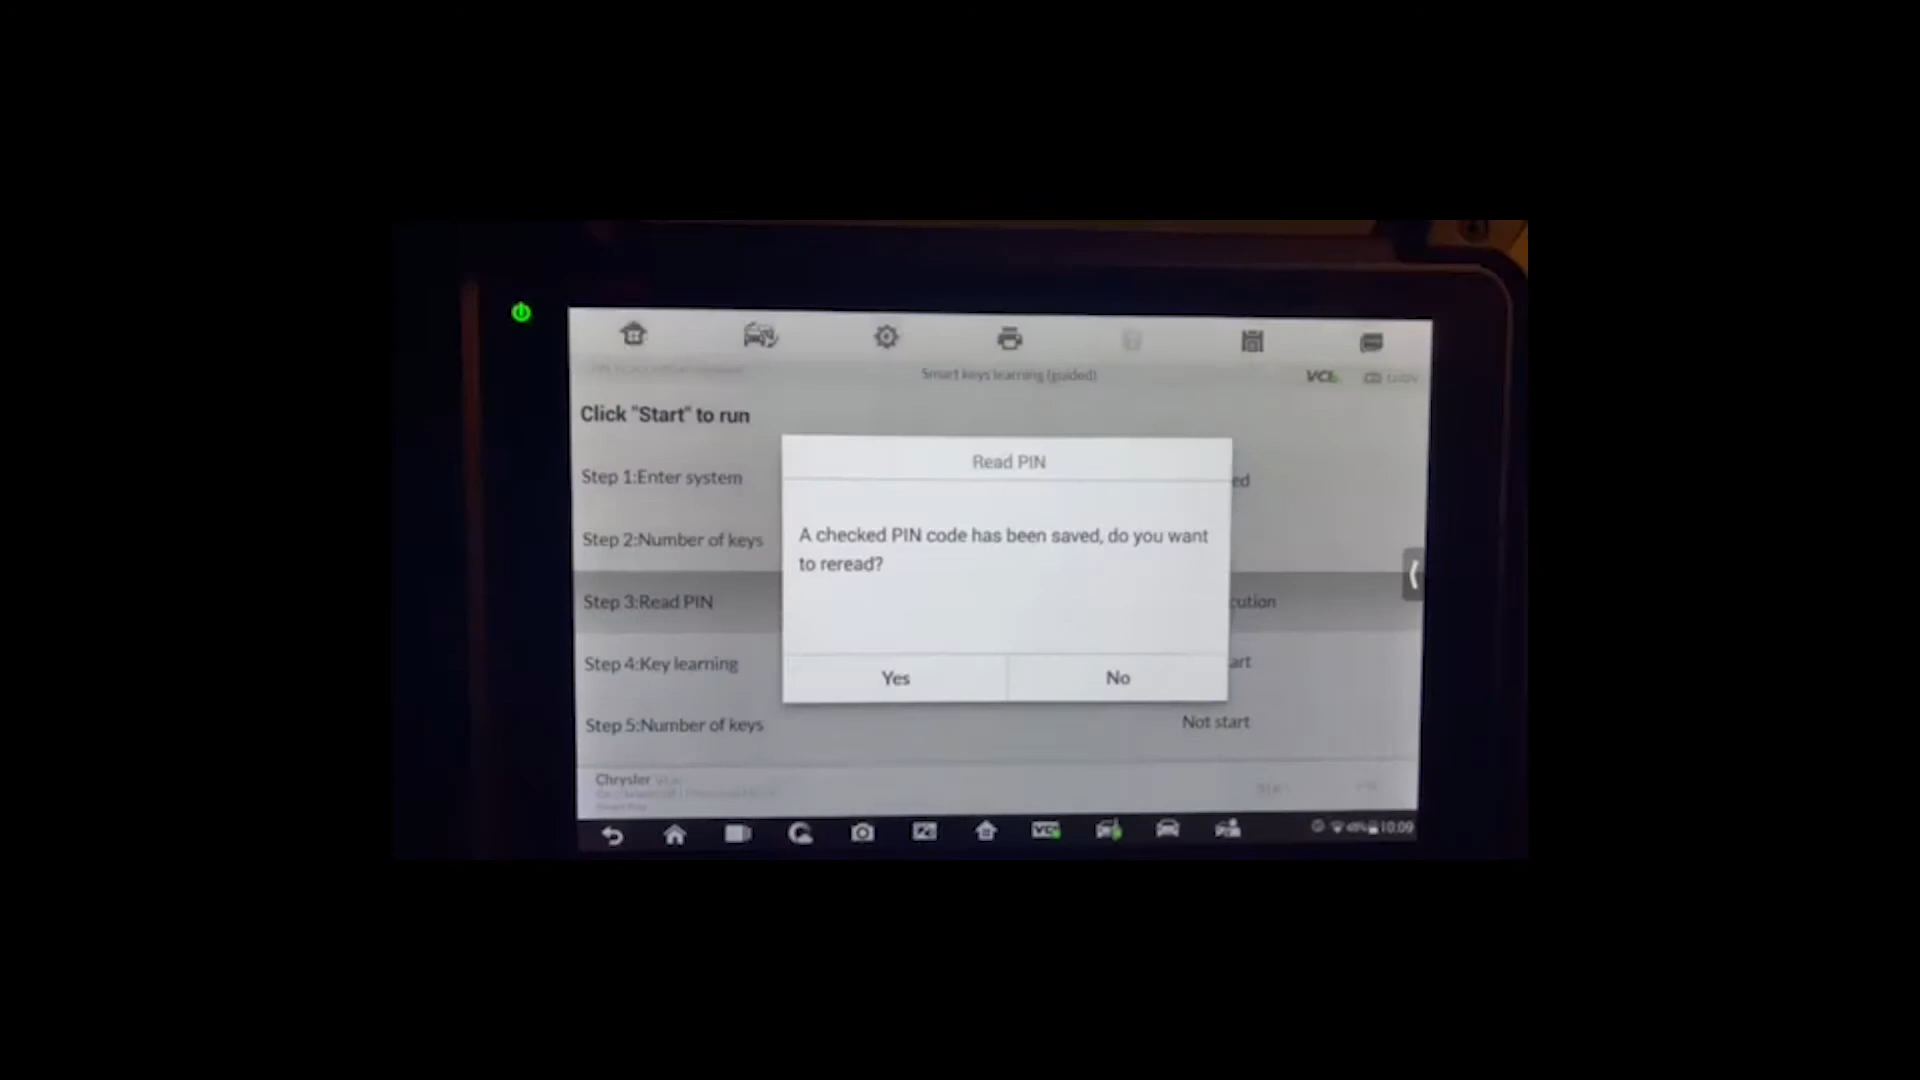 Smart keys learning (guided)
VCI
Click "Start" to run
Read PIN
Step 1:Enter system
ed
A checked PIN code has been saved, do you want
to reread?
Step 2:Number of keys
Step 3:Read PIN
cution
Step 4:Key learning
art
Yes
No
Step 5:Number of keys
Not start
Chrysler
VCI
10:09